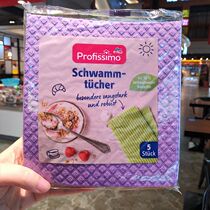 Profissimo
Schwamm-
tücher
besonders saugstark
und robust
5
Stück